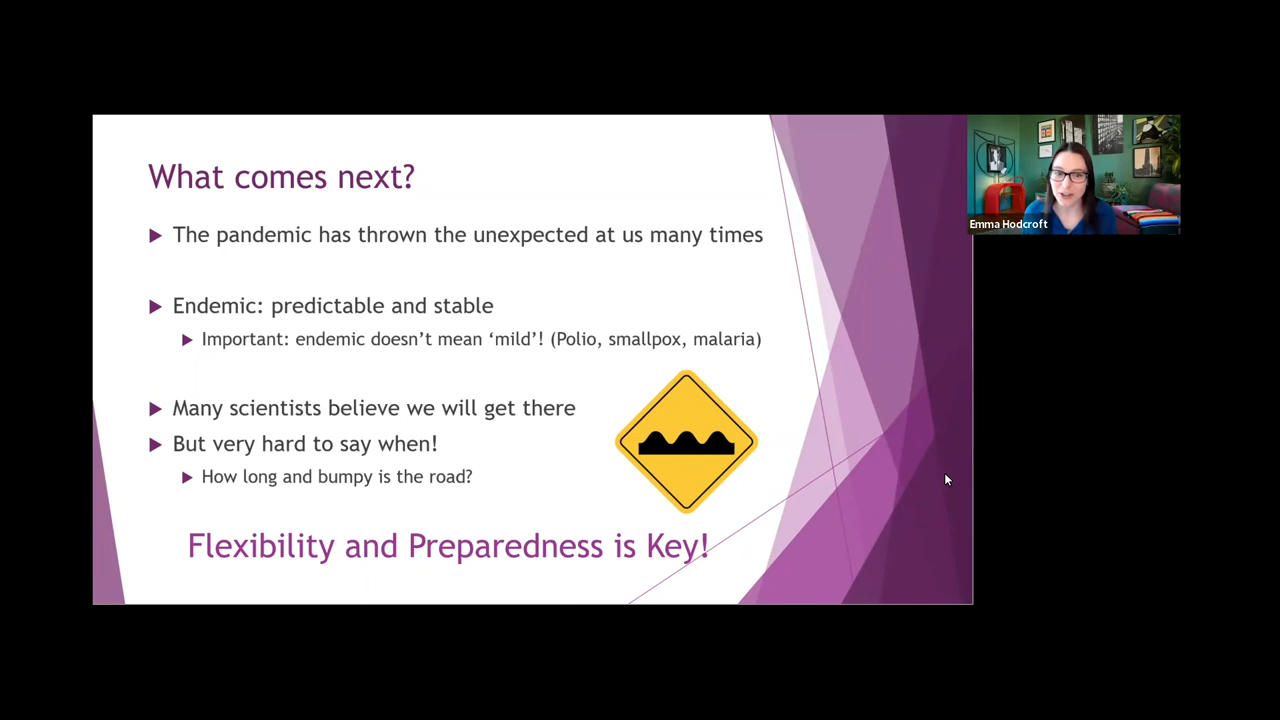 What comes next?
The pandemic has thrown the unexpected at us many times
Endemic: predictable and stable
Important: endemic doesn't mean ‘mild’! (Polio, smallpox, malaria)
Many scientists believe we will get there
But very hard to say when!
How long and bumpy is the road?
Flexibility and Preparedness is Key!
Emma Hodcroft